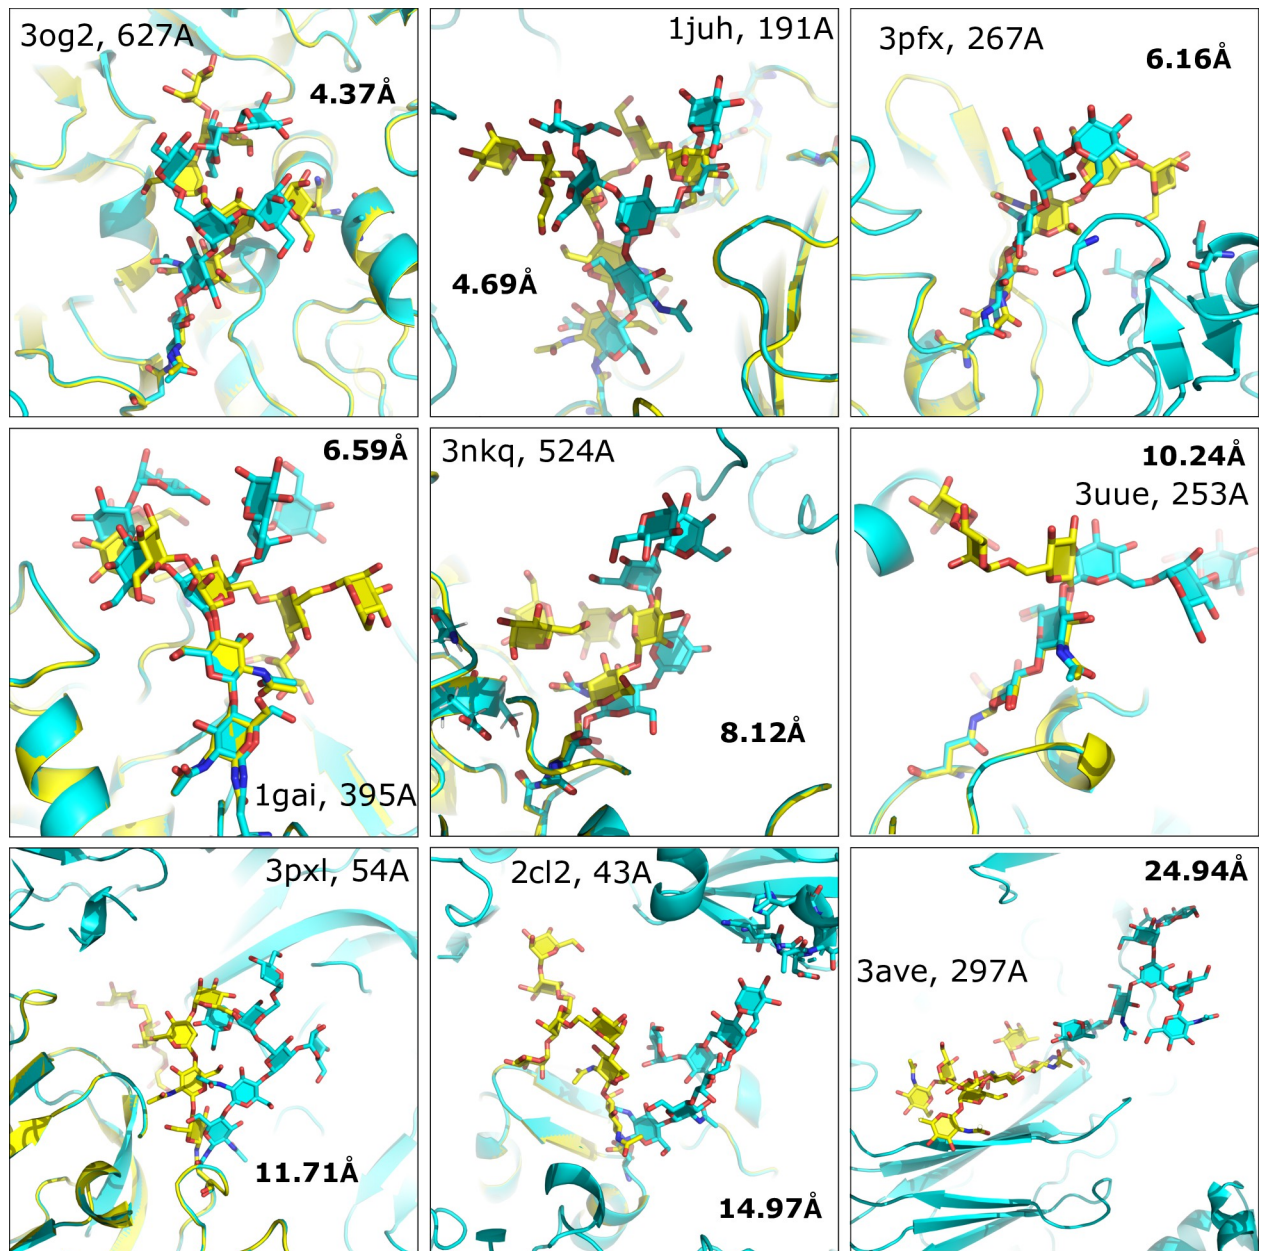 3og2, 627A
4.37Å
1juh, 191A
4.69Å
3pfx, 267A
6.16Å
6.59Å
1gai, 395A
3nkq, 524A
8.12Å
10.24Å
3uue, 253A
3pxl, 54A
11.71Å
2cl2, 43A
14.97Å
24.94Å
3ave, 297A